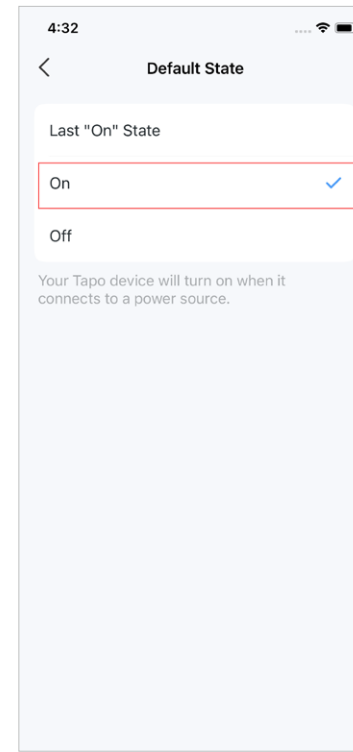 4:32
Default State
Last "On" State
On
Off
Your Tapo device will turn on when it
connects to a power source.